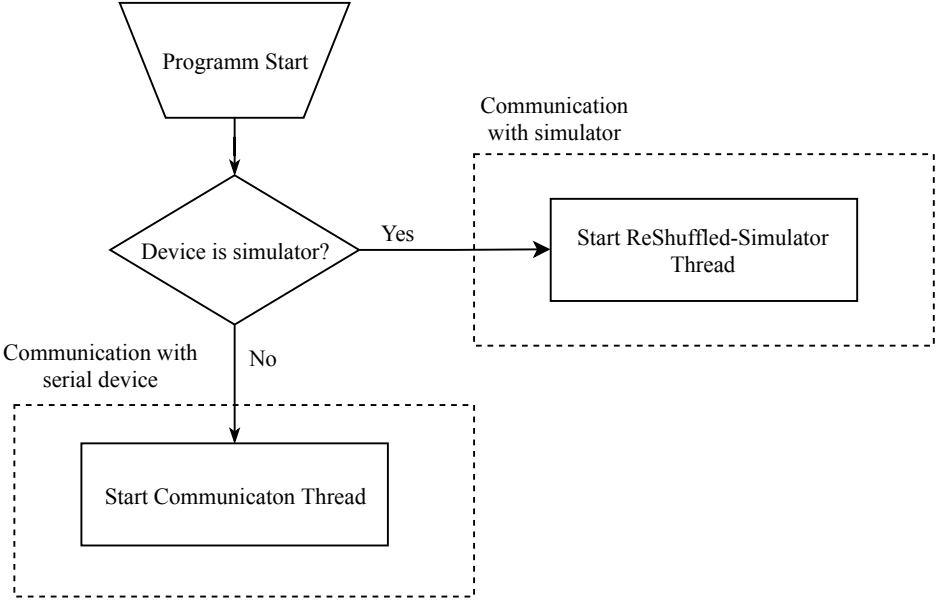 Programm Start
Communication
with simulator
Device is simulator?
Yes
Start ReShuffled-Simulator
Thread
Communication with
serial device
No
Start Communicaton Thread